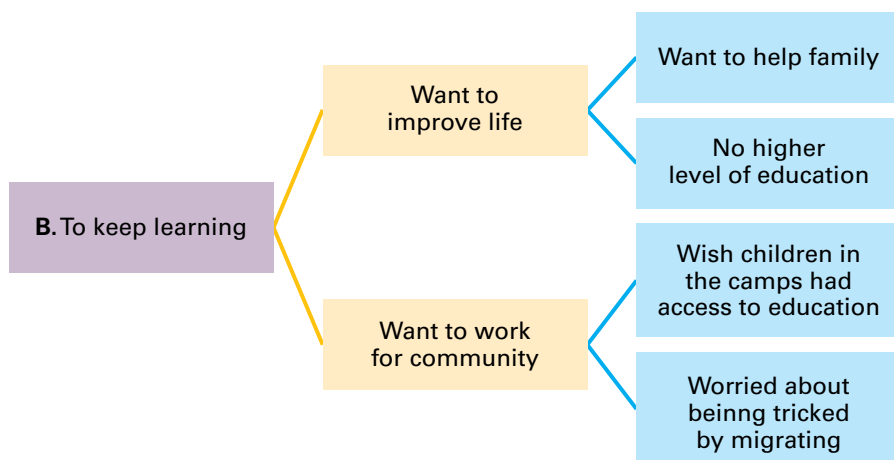 B. To keep learning
Want to
improve life
Want to help family
No higher
level of education
Want to work
for community
Wish children in
the camps had
access to education
Worried about
beinng tricked
by migrating